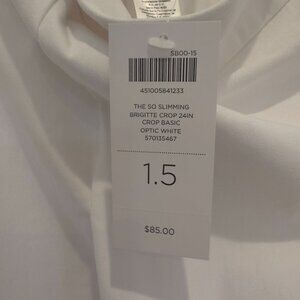 SB00-15
451005841233
THE SO SLIMMING
BRIGITTE CROP 24IN
CROP BASIC
OPTIC WHITE
570135467
1.5
$85.00